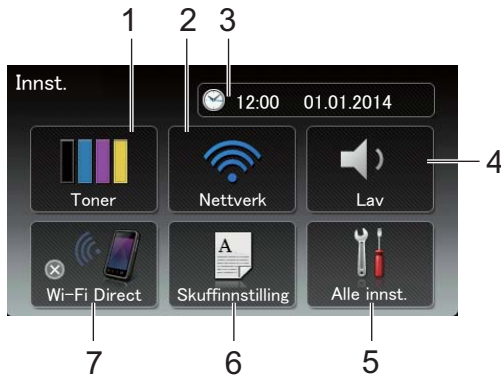 1 2 3
Innst.
12:00 01.01.2014
4
Toner Nettverk Lav
A
Wi-Fi Direct Skuffinnstilling Alle innst.
7 6 5